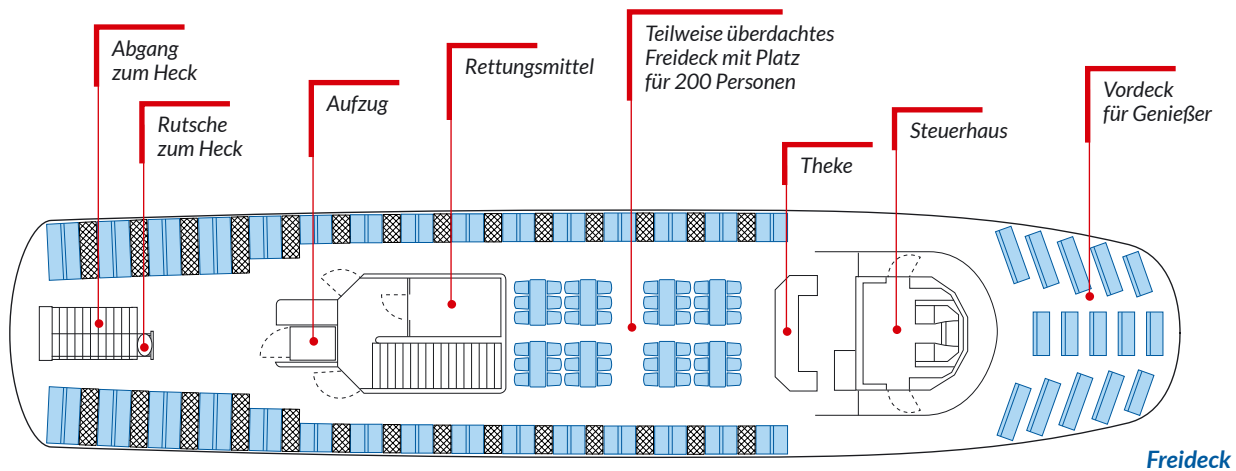 Abgang
zum Heck
Rutsche
zum Heck
Aufzug
Rettungsmittel
Teilweise überdachtes
Freideck mit Platz
für 200 Personen
Theke
Steuerhaus
Vordeck
für Genießer
Freideck